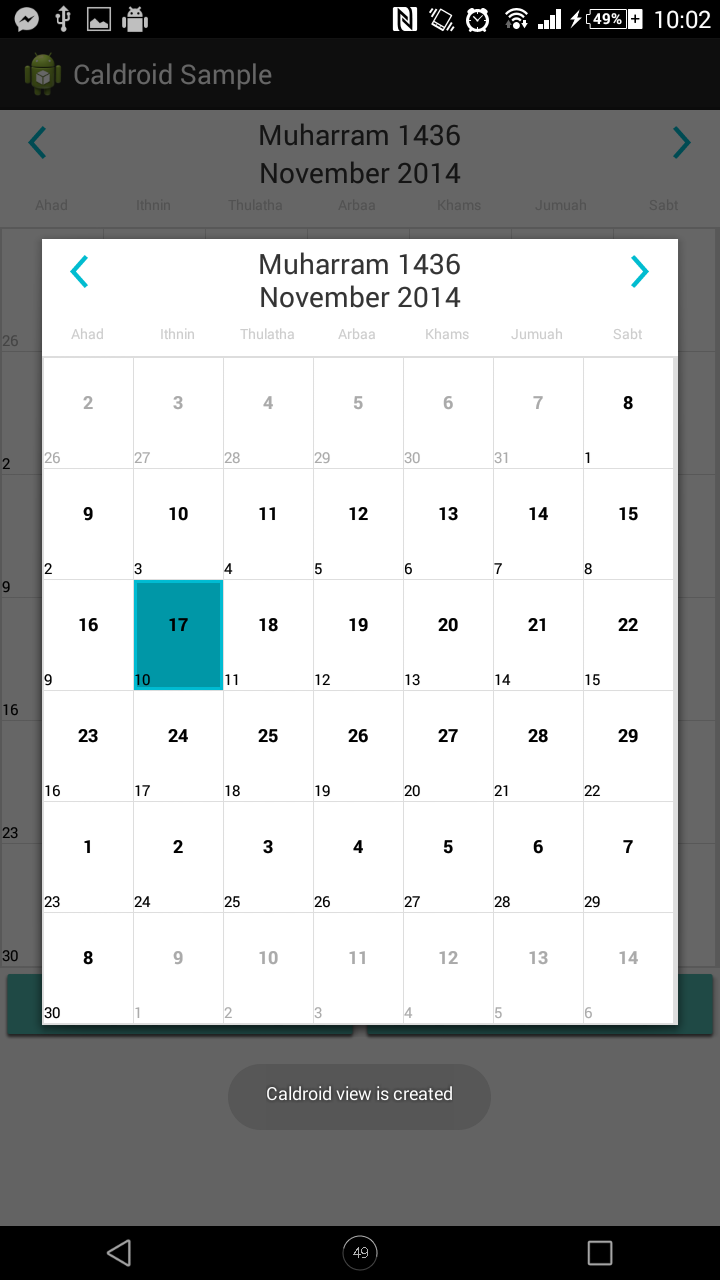 49% 10:02
Caldroid Sample
Muharram 1436
November 2014
Ahad Ithnin Thulatha Arbaa Khams Jumuah Sabt
Muharram 1436
November 2014
Ahad Ithnin Thulatha Arbaa Khams Jumuah Sabt
26
2 3 4 5 6 7 8
26 27 28 29 30 31 1
2
9 10 11 12 13 14 15
2 3 4 5 6 7 8
9
16 17 18 19 20 21 22
9 10 11 12 13 14 15
16
23 24 25 26 27 28 29
16 17 18 19 20 21 22
23
1 2 3 4 5 6 7
23 24 25 26 27 28 29
30
8 9 10 11 12 13 14
30 1 2 3 4 5 6
Caldroid view is created
49